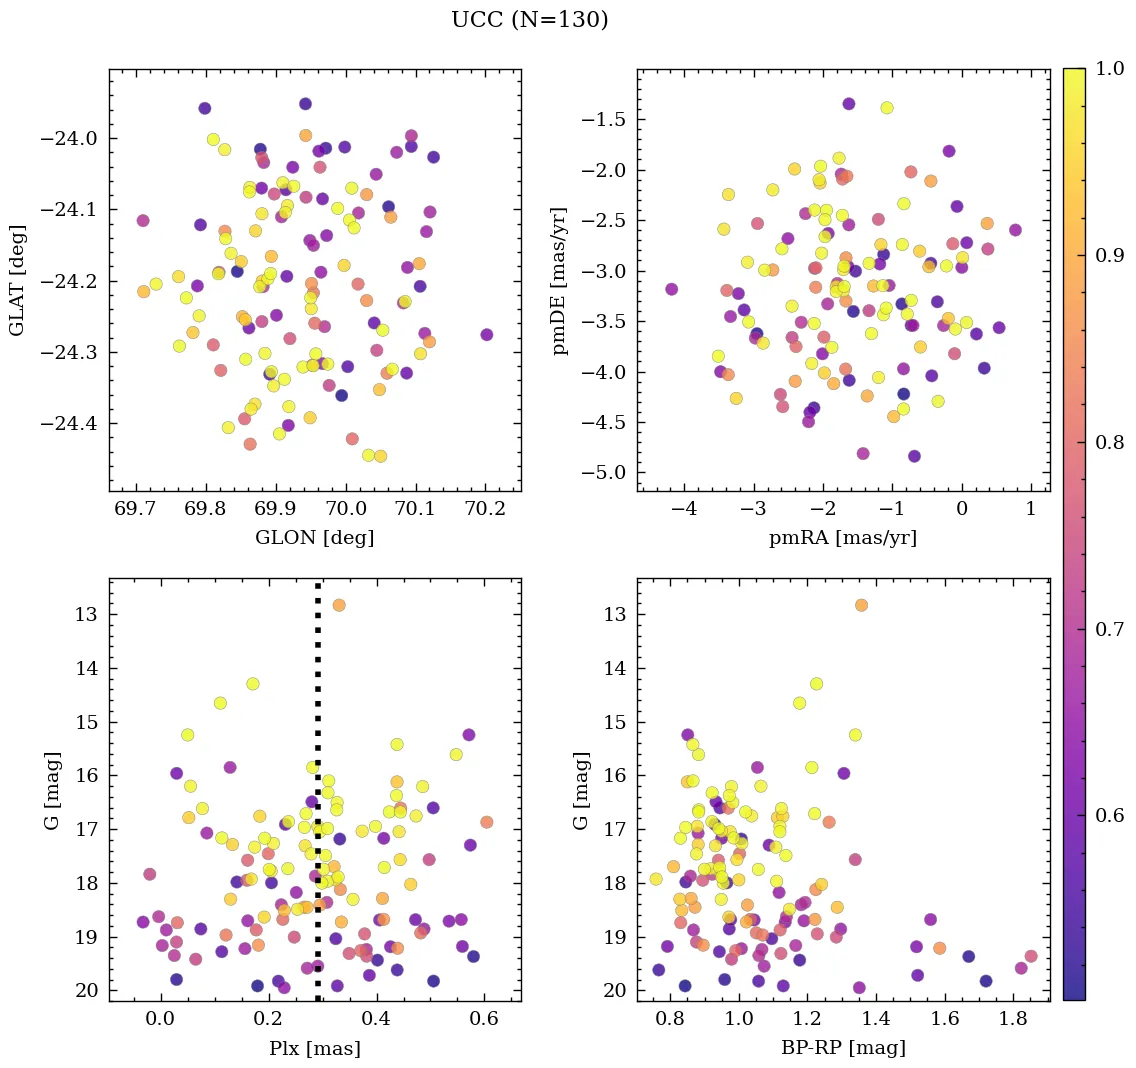 UCC (N=130)
−24.0
−24.1
−24.2
−24.3
−24.4
GLAT [deg]
69.7 69.8 69.9 70.0 70.1 70.2
GLON [deg]
−1.5
−2.0
−2.5
−3.0
−3.5
−4.0
−4.5
−5.0
pmDE [mas/yr]
−4 −3 −2 −1 0 1
pmRA [mas/yr]
1.0
0.9
0.8
0.7
0.6
13
14
15
16
17
18
19
20
G [mag]
0.0 0.2 0.4 0.6
Plx [mas]
13
14
15
16
17
18
19
20
G [mag]
0.8 1.0 1.2 1.4 1.6 1.8
BP-RP [mag]